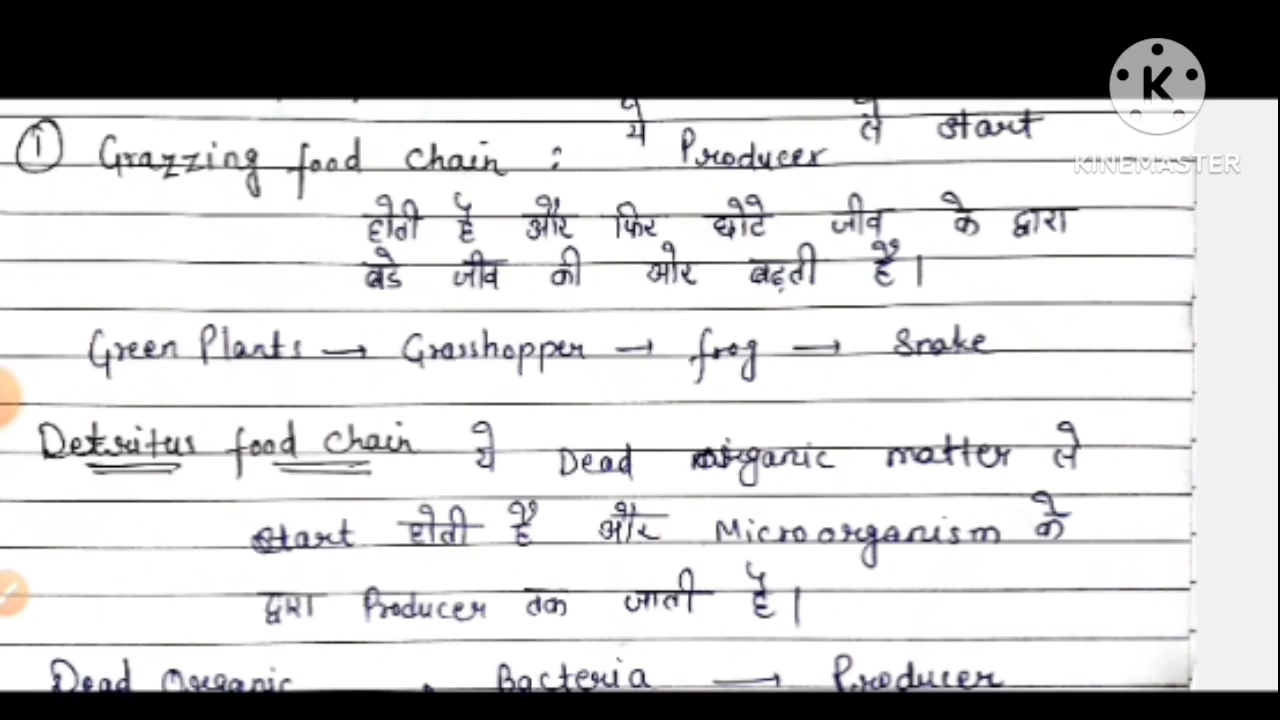 ① Grazzing food chain : ये Producer से start
होती है और फिर छोटे जीव के द्वारा
बडे जीव की ओर बढ़ती है।
Green Plants → Grasshopper → frog → Snake
Detritus food chain ये Dead organic matter से
start होती है और Microorganism के
द्वारा Producer तक जाती है।
Dead Organic → Bacteria → Producer
K
KINEMASTER